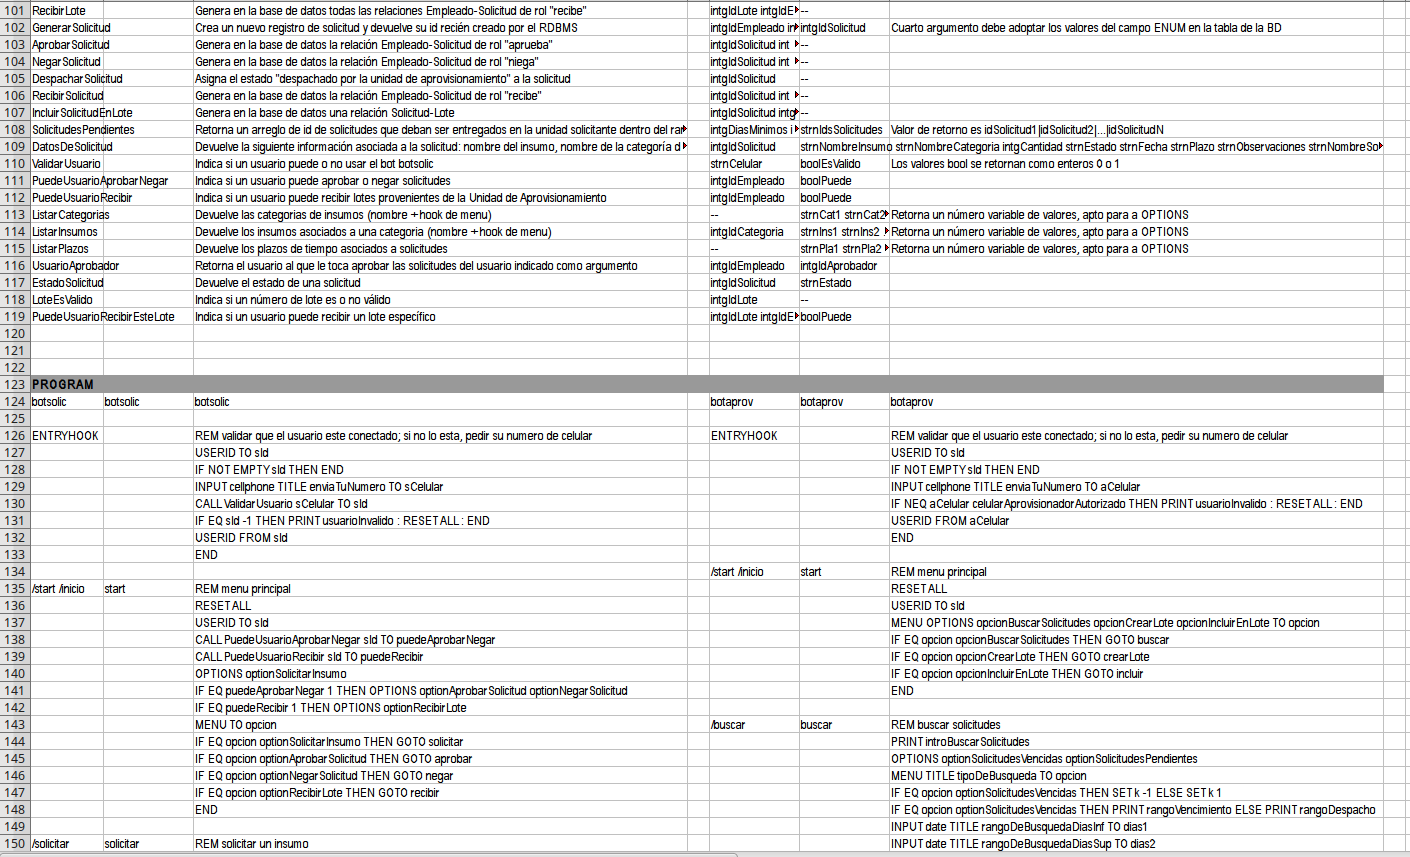 101 RecibirLote Genera en la base de datos todas las relaciones Empleado-Solicitud de rol "recibe" intgIdLote intgIdE --
102 GenerarSolicitud Crea un nuevo registro de solicitud y devuelve su id recién creado por el RDBMS intgIdEmpleado in intgIdSolicitud Cuarto argumento debe adoptar los valores del campo ENUM en la tabla de la BD
103 AprobarSolicitud Genera en la base de datos la relación Empleado-Solicitud de rol "aprueba" intgIdSolicitud int --
104 NegarSolicitud Genera en la base de datos la relación Empleado-Solicitud de rol "niega" intgIdSolicitud int --
105 DespacharSolicitud Asigna el estado "despachado por la unidad de aprovisionamiento" a la solicitud intgIdSolicitud --
106 RecibirSolicitud Genera en la base de datos la relación Empleado-Solicitud de rol "recibe" intgIdSolicitud int --
107 IncluirSolicitudEnLote Genera en la base de datos una relación Solicitud-Lote intgIdSolicitud intg --
108 SolicitudesPendientes Retorna un arreglo de id de solicitudes que deban ser entregados en la unidad solicitante dentro del ran intgDiasMinimos i strnIdsSolicitudes Valor de retorno es idSolicitud1|idSolicitud2|...|idSolicitudN
109 DatosDeSolicitud Devuelve la siguiente información asociada a la solicitud: nombre del insumo, nombre de la categoría d intgIdSolicitud strnNombreInsumo strnNombreCategoria intgCantidad strnEstado strnFecha strnPlazo strnObservaciones strnNombreSo
110 ValidarUsuario Indica si un usuario puede o no usar el bot botsolic strnCelular boolEsValido Los valores bool se retornan como enteros 0 o 1
111 PuedeUsuarioAprobarNegar Indica si un usuario puede aprobar o negar solicitudes intgIdEmpleado boolPuede
112 PuedeUsuarioRecibir Indica si un usuario puede recibir lotes provenientes de la Unidad de Aprovisionamiento intgIdEmpleado boolPuede
113 ListarCategorias Devuelve las categorias de insumos (nombre + hook de menu) -- strnCat1 strnCat2 Retorna un número variable de valores, apto para a OPTIONS
114 ListarInsumos Devuelve los insumos asociados a una categoria (nombre + hook de menu) intgIdCategoria strnIns1 strnIns2 Retorna un número variable de valores, apto para a OPTIONS
115 ListarPlazos Devuelve los plazos de tiempo asociados a solicitudes -- strnPla1 strnPla2 Retorna un número variable de valores, apto para a OPTIONS
116 UsuarioAprobador Retorna el usuario al que le toca aprobar las solicitudes del usuario indicado como argumento intgIdEmpleado intgIdAprobador
117 EstadoSolicitud Devuelve el estado de una solicitud intgIdSolicitud strnEstado
118 LoteEsValido Indica si un número de lote es o no válido intgIdLote --
119 PuedeUsuarioRecibirEsteLote Indica si un usuario puede recibir un lote específico intgIdLote intgIdE boolPuede
120
121
122
123 PROGRAM
124 botsolic botsolic botsolic botaprov botaprov botaprov
125
126 ENTRYHOOK REM validar que el usuario este conectado; si no lo esta, pedir su numero de celular ENTRYHOOK REM validar que el usuario este conectado; si no lo esta, pedir su numero de celular
127 USERID TO sId USERID TO sId
128 IF NOT EMPTY sId THEN END IF NOT EMPTY sId THEN END
129 INPUT cellphone TITLE enviaTuNumero TO sCelular INPUT cellphone TITLE enviaTuNumero TO aCelular
130 CALL ValidarUsuario sCelular TO sId IF NEQ aCelular celularAprovisionadorAutorizado THEN PRINT usuarioInvalido : RESET ALL : END
131 IF EQ sId -1 THEN PRINT usuarioInvalido : RESET ALL : END USERID FROM aCelular
132 USERID FROM sId END
133 END
134 /start /inicio start REM menu principal
135 /start /inicio start REM menu principal RESET ALL
136 RESET ALL USERID TO sId
137 USERID TO sId MENU OPTIONS opcionBuscarSolicitudes opcionCrearLote opcionIncluirEnLote TO opcion
138 CALL PuedeUsuarioAprobarNegar sId TO puedeAprobarNegar IF EQ opcion opcionBuscarSolicitudes THEN GOTO buscar
139 CALL PuedeUsuarioRecibir sId TO puedeRecibir IF EQ opcion opcionCrearLote THEN GOTO crearLote
140 OPTIONS optionSolicitarInsumo IF EQ opcion opcionIncluirEnLote THEN GOTO incluir
141 IF EQ puedeAprobarNegar 1 THEN OPTIONS optionAprobarSolicitud optionNegarSolicitud END
142 IF EQ puedeRecibir 1 THEN OPTIONS optionRecibirLote
143 MENU TO opcion /buscar buscar REM buscar solicitudes
144 IF EQ opcion optionSolicitarInsumo THEN GOTO solicitar PRINT introBuscarSolicitudes
145 IF EQ opcion optionAprobarSolicitud THEN GOTO aprobar OPTIONS optionSolicitudesVencidas optionSolicitudesPendientes
146 IF EQ opcion optionNegarSolicitud THEN GOTO negar MENU TITLE tipoDeBusqueda TO opcion
147 IF EQ opcion optionRecibirLote THEN GOTO recibir IF EQ opcion optionSolicitudesVencidas THEN SET k -1 ELSE SET k 1
148 END IF EQ opcion optionSolicitudesVencidas THEN PRINT rangoVencimiento ELSE PRINT rangoDespacho
149 INPUT date TITLE rangoDeBusquedaDiasInf TO dias1
150 /solicitar solicitar REM solicitar un insumo INPUT date TITLE rangoDeBusquedaDiasSup TO dias2